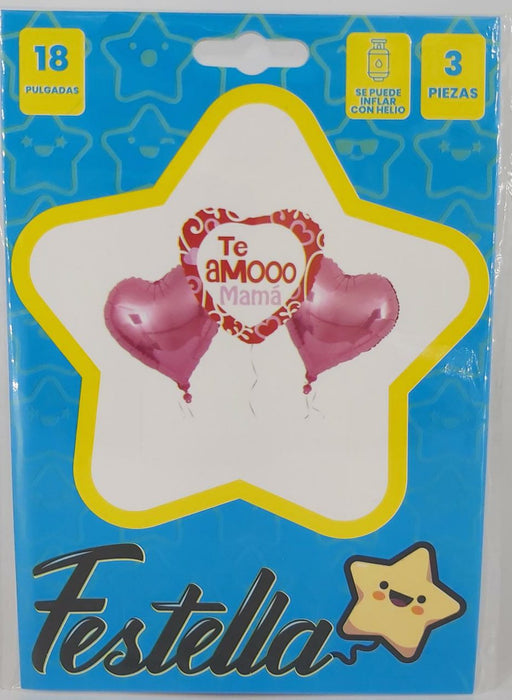 18
PULGADAS
SE PUEDE
INFLAR
CON HELIO
3
PIEZAS
Te
aMOOO
Mamá
Festella